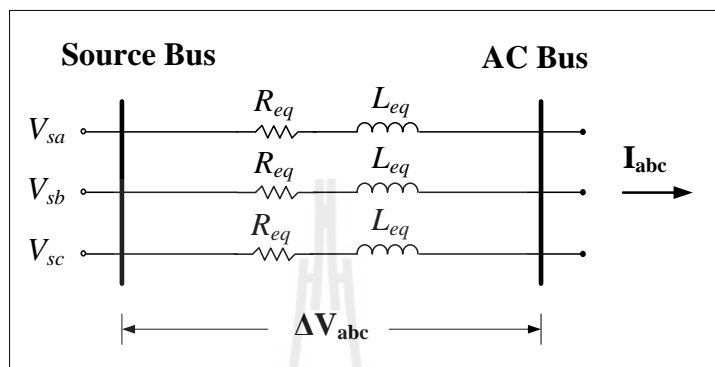 Source Bus AC Bus
R_eq L_eq
V_sa
I_abc
R_eq L_eq
V_sb
R_eq L_eq
V_sc
ΔV_abc